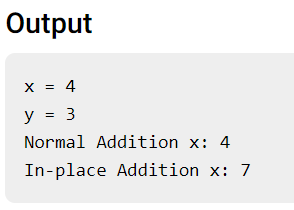 Output
x = 4
y = 3
Normal Addition x: 4
In-place Addition x: 7